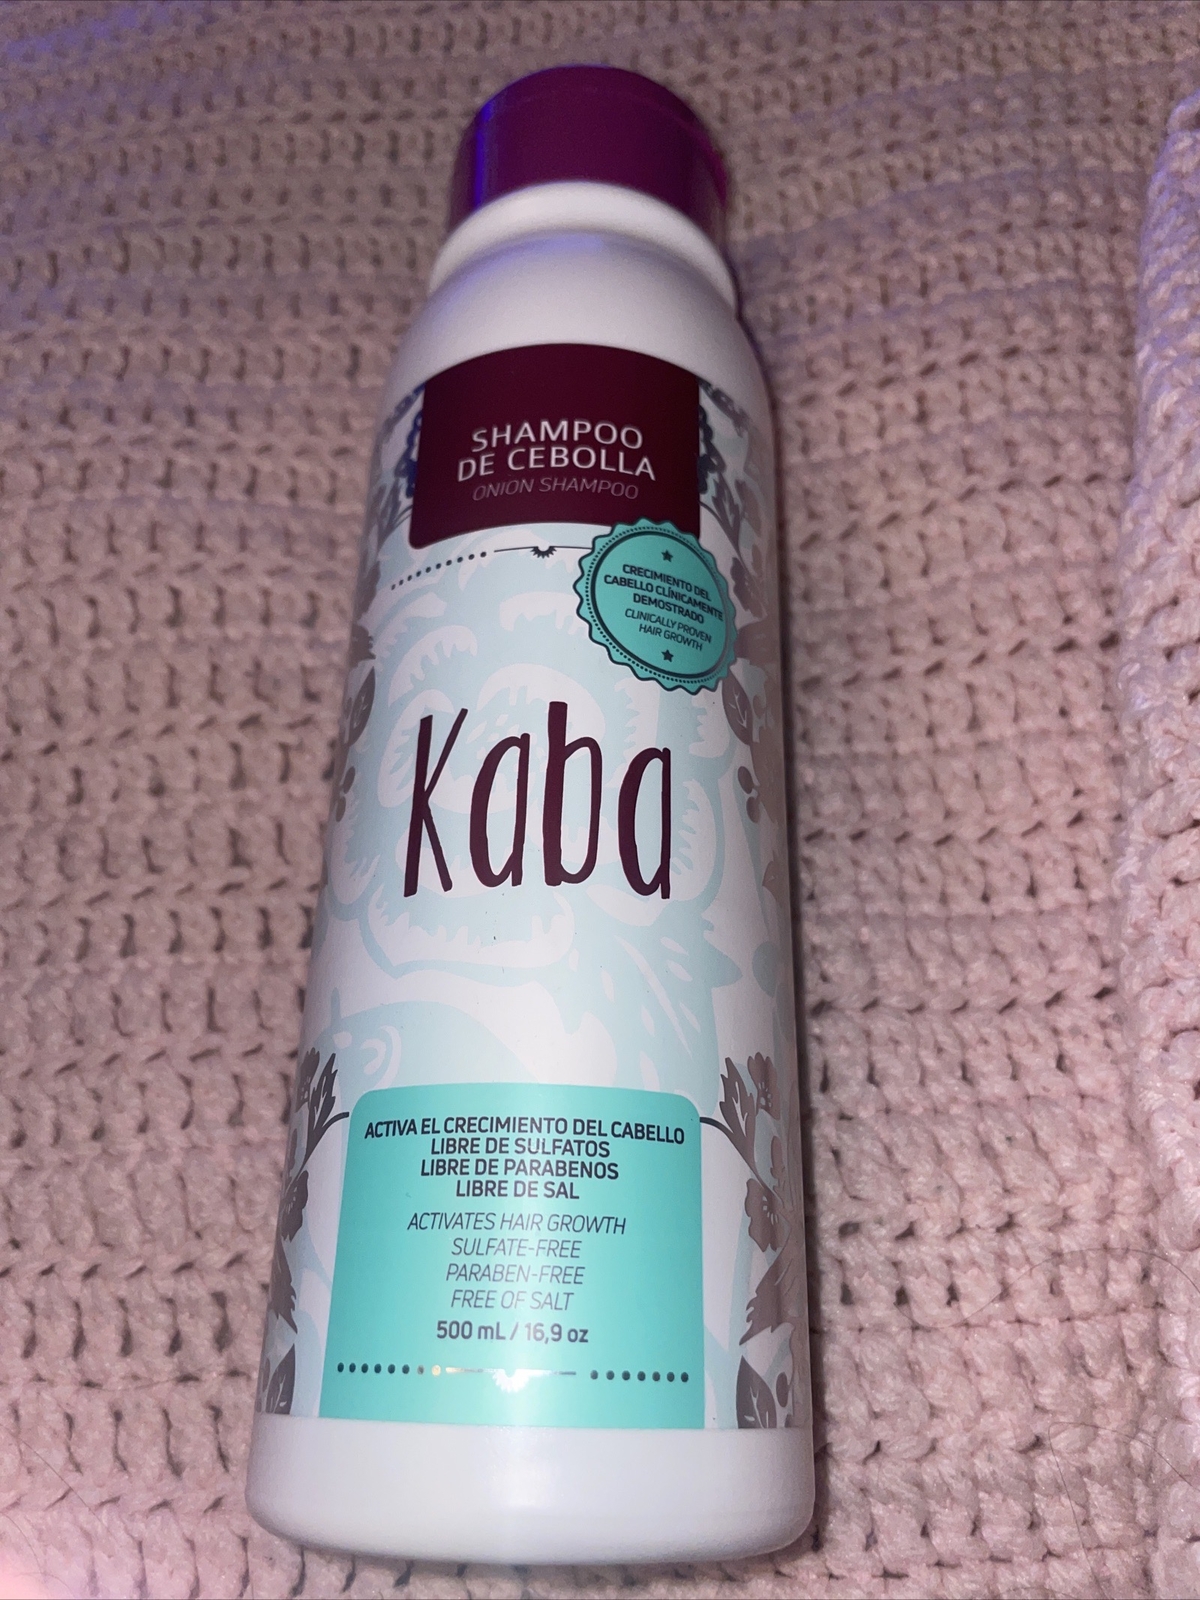 SHAMPOO
DE CEBOLLA
ONION SHAMPOO
CRECIMIENTO DEL
CABELLO CLÍNICAMENTE
DEMOSTRADO
CLINICALLY PROVEN
HAIR GROWTH
Kaba
ACTIVA EL CRECIMIENTO DEL CABELLO
LIBRE DE SULFATOS
LIBRE DE PARABENOS
LIBRE DE SAL
ACTIVATES HAIR GROWTH
SULFATE-FREE
PARABEN-FREE
FREE OF SALT
500 mL / 16,9 oz